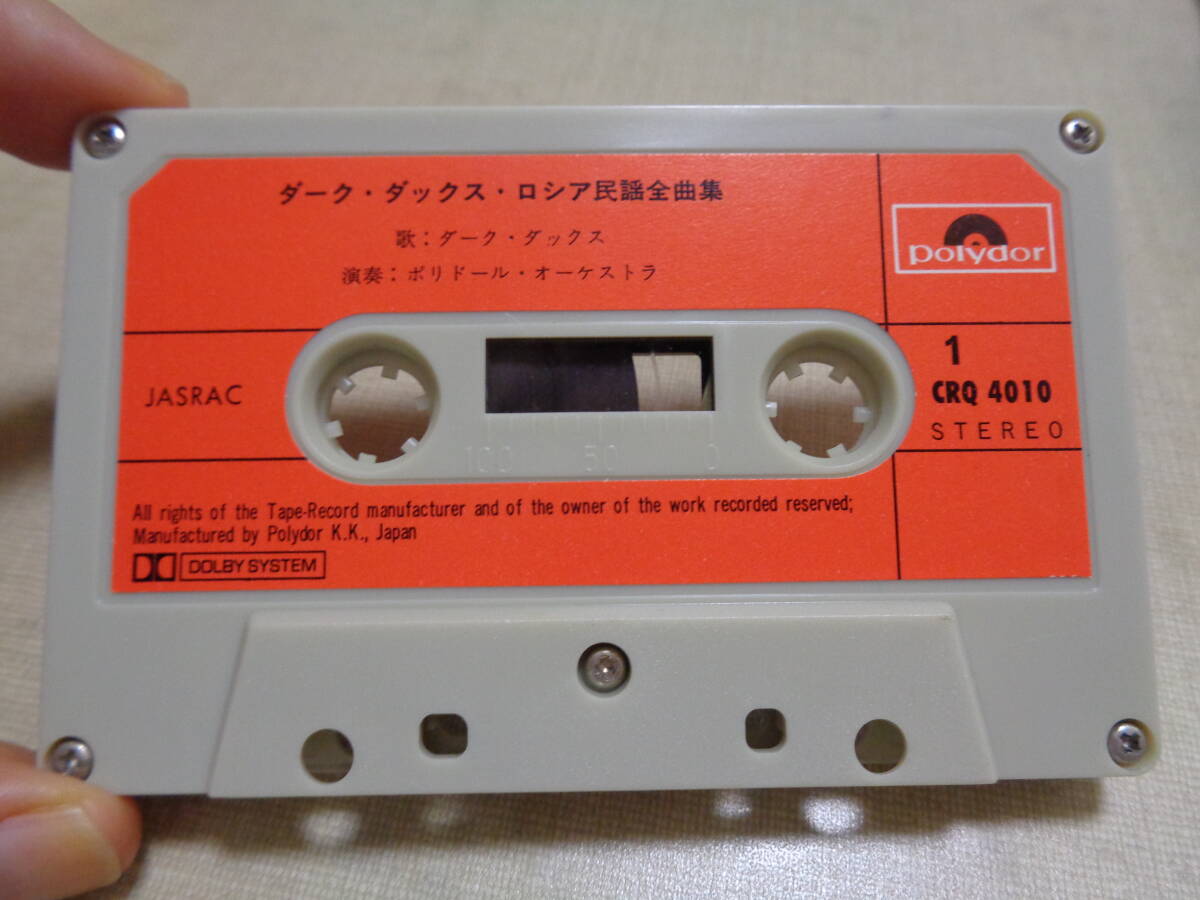 ダーク・ダックス・ロシア民謡全曲集
歌：ダーク・ダックス
演奏：ポリドール・オーケストラ
polydor
JASRAC
1
CRQ 4010
STEREO
100 50 0
All rights of the Tape-Record manufacturer and of the owner of the work recorded reserved;
Manufactured by Polydor K.K., Japan
DOLBY SYSTEM